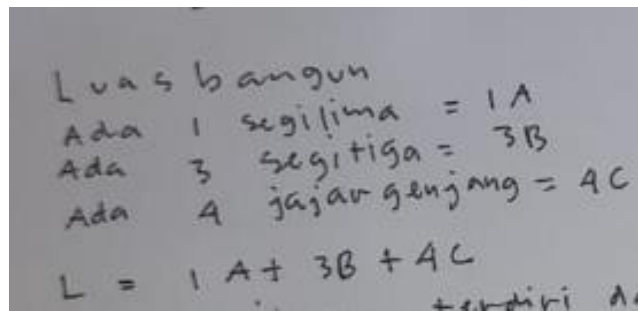 Luas bangun
Ada 1 segilima = 1A
Ada 3 segitiga = 3B
Ada 4 jajar genjang = 4C
L = 1A + 3B + 4C
terdiri